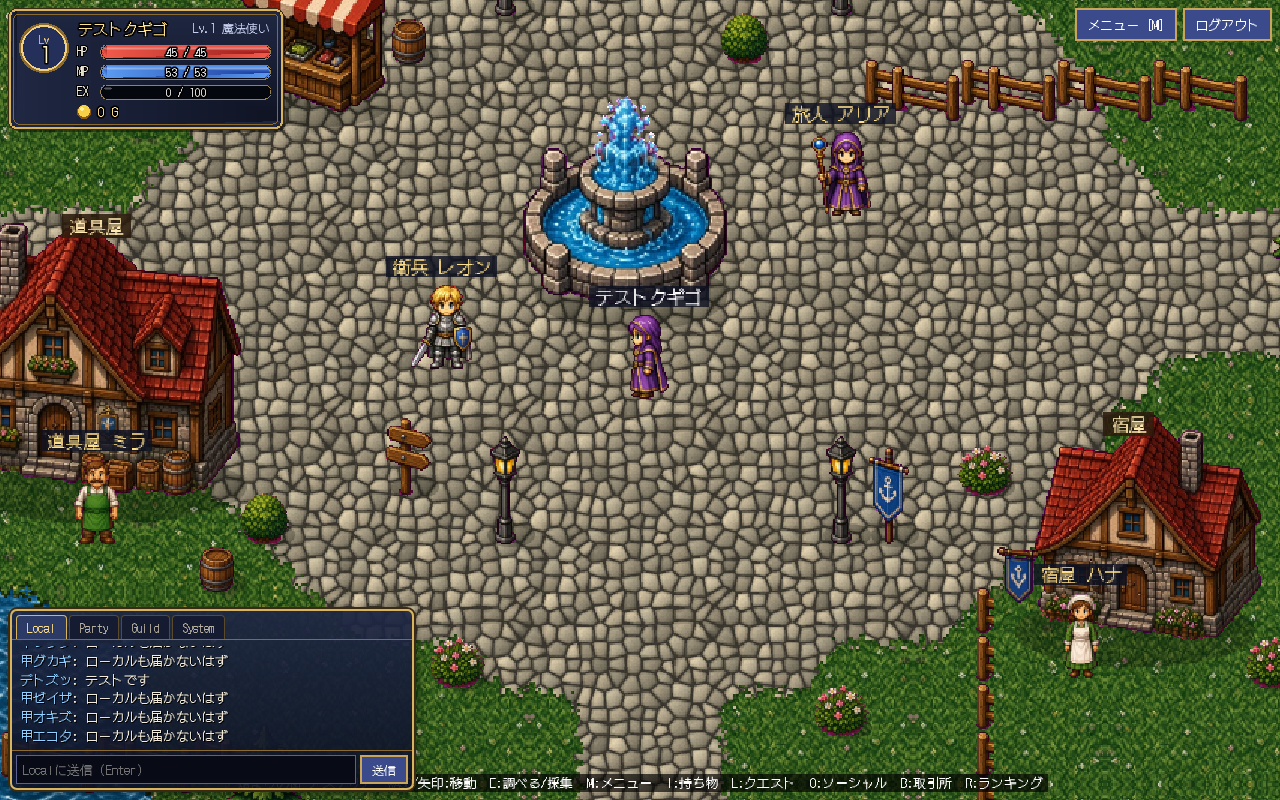 Lv
1
テストクギゴ
Lv.1 魔法使い
HP 45 / 45
MP 53 / 53
EX 0 / 100
0 G
メニュー [M]
ログアウト
旅人 アリア
道具屋
衛兵 レオン
テストクギゴ
宿屋
道具屋 ミラ
宿屋 ハナ
Local Party Guild System
甲グカギ: ローカルも届かないはず
デトズッ: テストです
甲ゼイザ: ローカルも届かないはず
甲オキズ: ローカルも届かないはず
甲エコタ: ローカルも届かないはず
Localに送信 (Enter)
送信
矢印:移動 E:調べる/採集 M:メニュー I:持ち物 L:クエスト O:ソーシャル B:取引所 R:ランキング